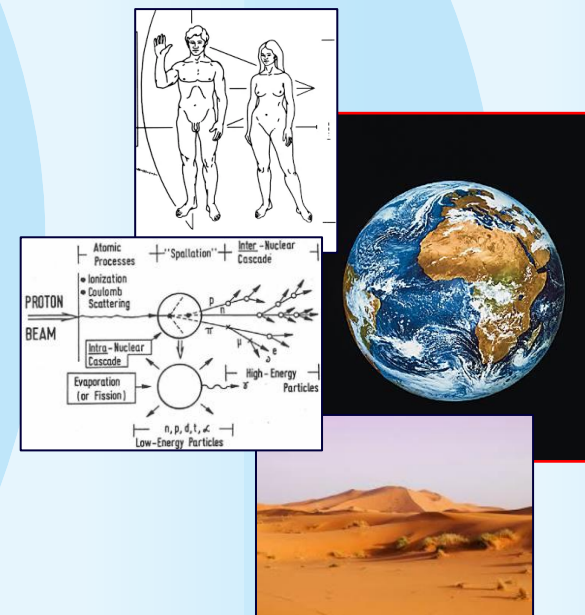 Atomic Processes
"Spallation"
Inter-Nuclear Cascade
• Ionization
• Coulomb Scattering
PROTON BEAM
p
n
π
μ
e
Intra-Nuclear Cascade
Evaporation (or Fission)
γ
High-Energy Particles
n, p, d, t, α
Low-Energy Particles